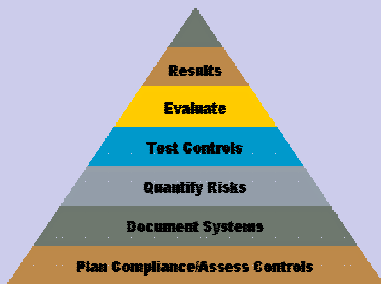 Results
Evaluate
Test Controls
Quantify Risks
Document Systems
Plan Compliance/Assess Controls